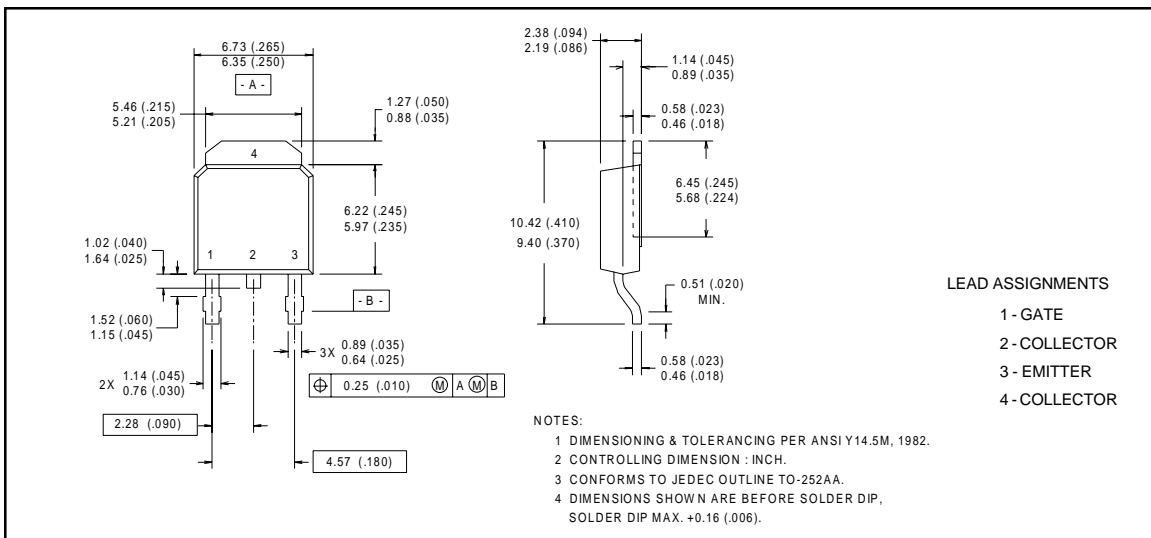 6.73 (.265)
6.35 (.250)
- A -
5.46 (.215)
5.21 (.205)
1.27 (.050)
0.88 (.035)
4
6.22 (.245)
5.97 (.235)
1.02 (.040)
1.64 (.025)
1 2 3
- B -
1.52 (.060)
1.15 (.045)
3X 0.89 (.035)
0.64 (.025)
2X 1.14 (.045)
0.76 (.030)
⌖ 0.25 (.010) Ⓜ A Ⓜ B
2.28 (.090)
4.57 (.180)
2.38 (.094)
2.19 (.086)
1.14 (.045)
0.89 (.035)
0.58 (.023)
0.46 (.018)
6.45 (.245)
5.68 (.224)
10.42 (.410)
9.40 (.370)
0.51 (.020)
MIN.
0.58 (.023)
0.46 (.018)
LEAD ASSIGNMENTS
1 - GATE
2 - COLLECTOR
3 - EMITTER
4 - COLLECTOR
NOTES:
1 DIMENSIONING & TOLERANCING PER ANSI Y14.5M, 1982.
2 CONTROLLING DIMENSION : INCH.
3 CONFORMS TO JEDEC OUTLINE TO-252AA.
4 DIMENSIONS SHOWN ARE BEFORE SOLDER DIP,
SOLDER DIP MAX. +0.16 (.006).